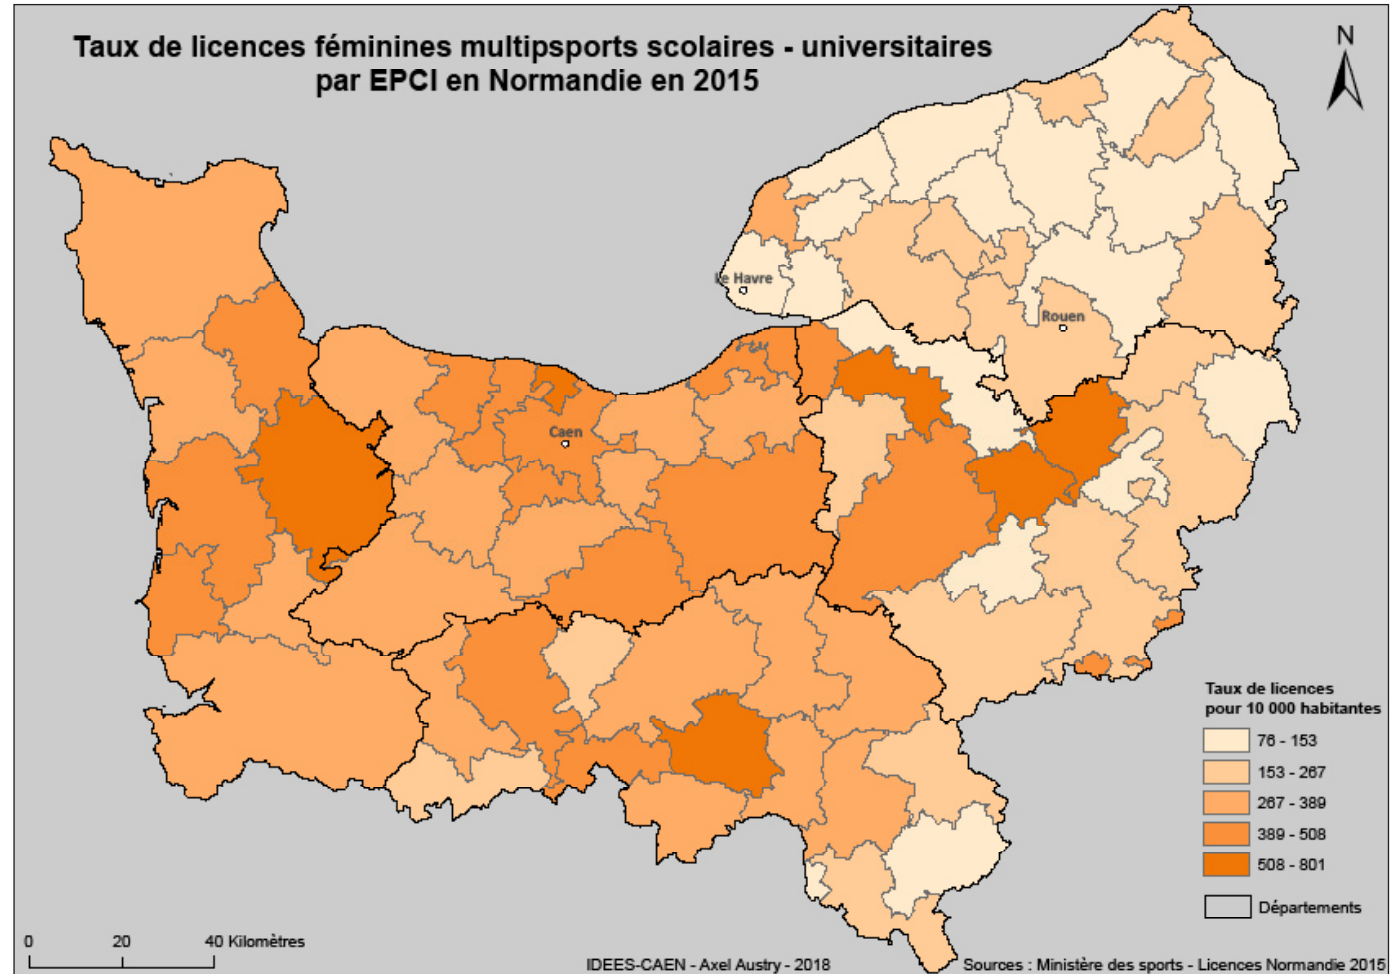 Taux de licences féminines multipsports scolaires - universitaires
par EPCI en Normandie en 2015
N
Le Havre
Rouen
Caen
Taux de licences
pour 10 000 habitantes
76 - 153
153 - 267
267 - 389
389 - 508
508 - 801
Départements
0 20 40 Kilomètres
IDEES-CAEN - Axel Austry - 2018
Sources : Ministère des sports - Licences Normandie 2015